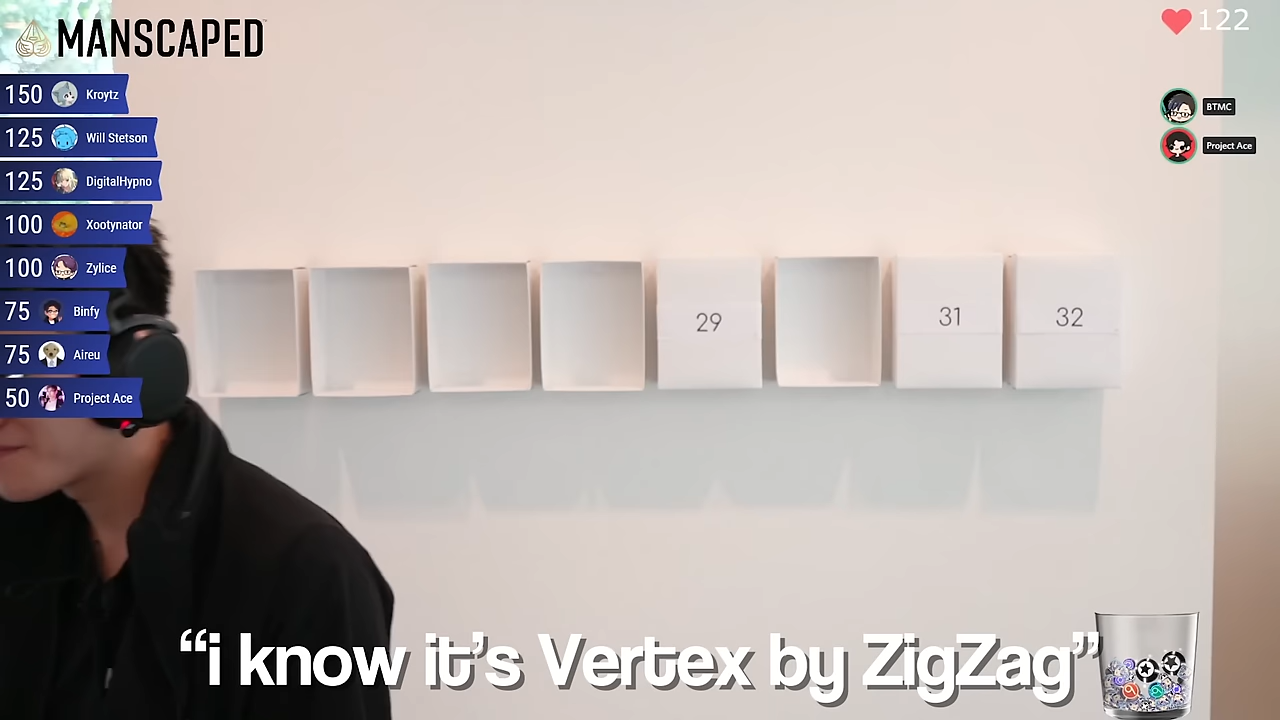 MANSCAPED
122
150 Kroytz
125 Will Stetson
125 DigitalHypno
100 Xootynator
100 Zylice
75 Binfy
75 Aireu
50 Project Ace
BTMC
Project Ace
29
31
32
“i know it’s Vertex by ZigZag”